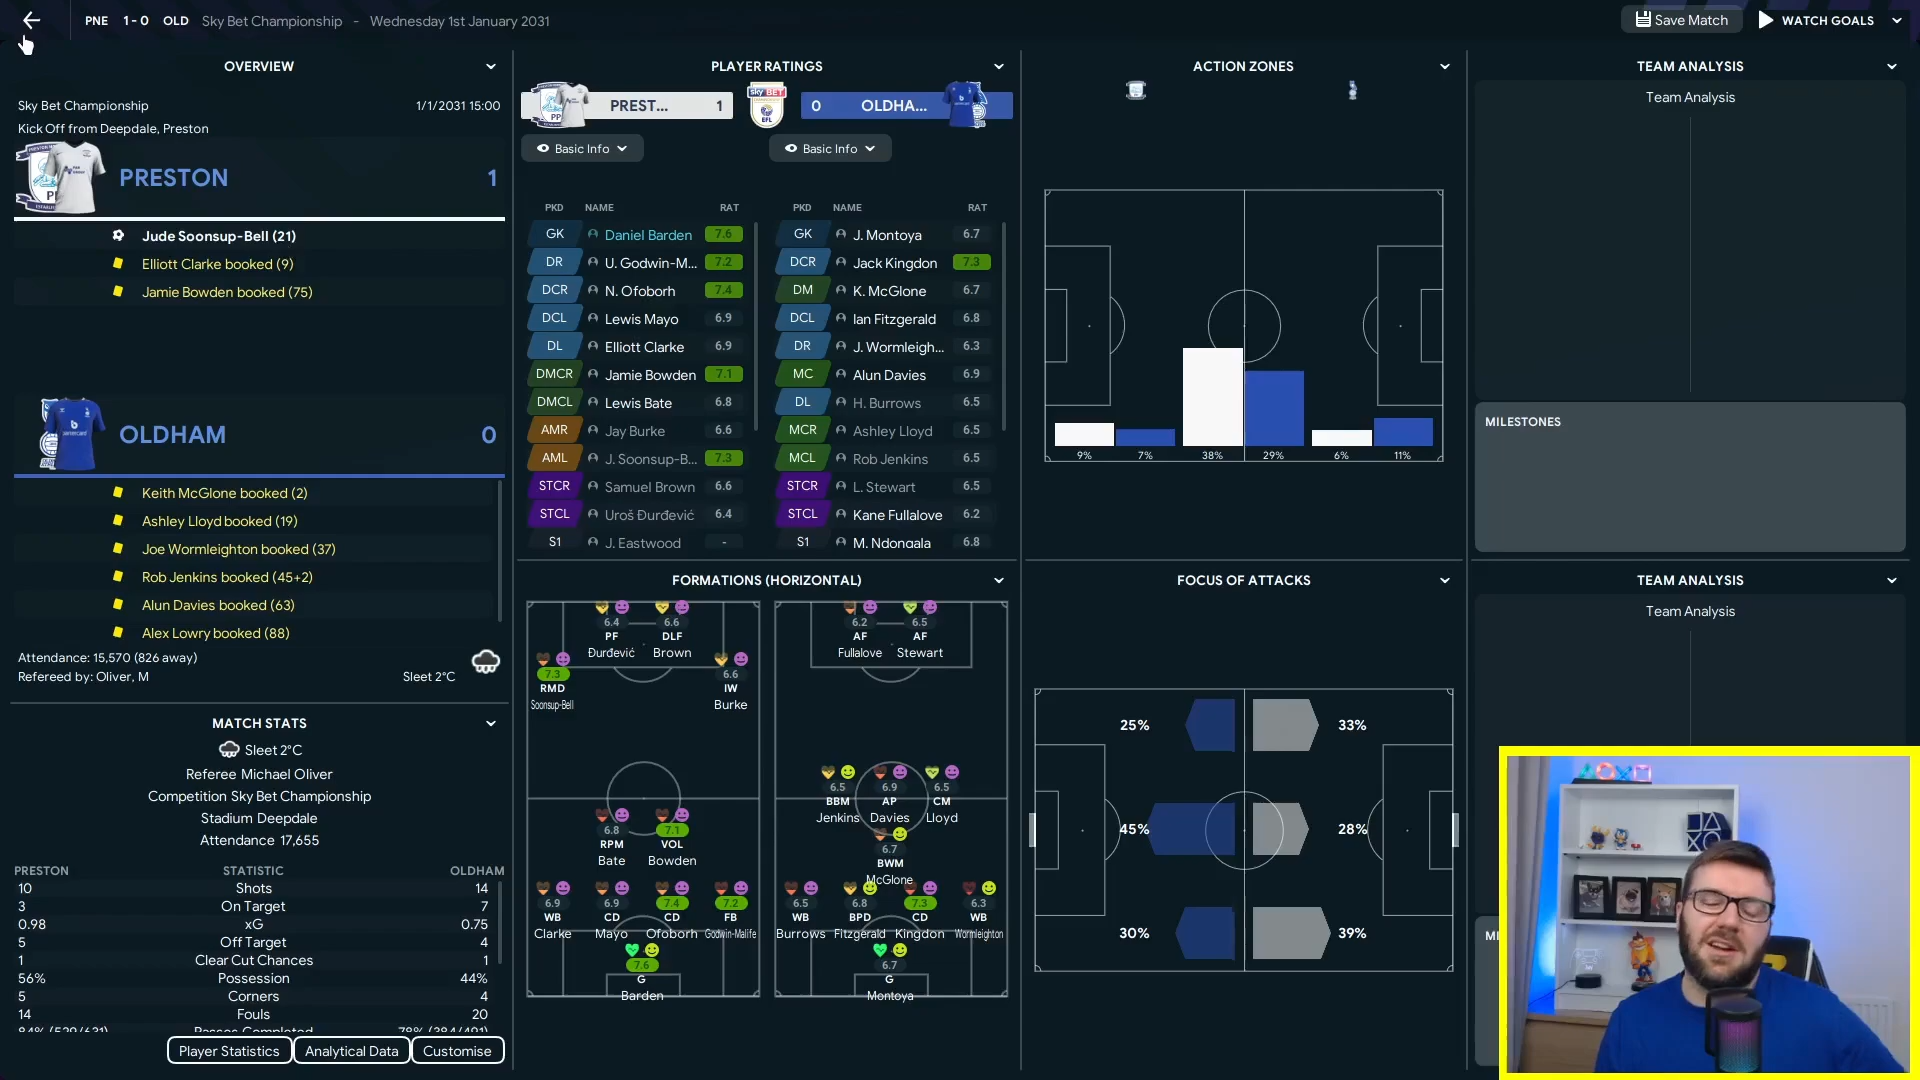 PNE 1 - 0 OLD Sky Bet Championship - Wednesday 1st January 2031
Save Match
WATCH GOALS
OVERVIEW
Sky Bet Championship 1/1/2031 15:00
Kick Off from Deepdale, Preston
PRESTON 1
Jude Soonsup-Bell (21)
Elliott Clarke booked (9)
Jamie Bowden booked (75)
OLDHAM 0
Keith McGlone booked (2)
Ashley Lloyd booked (19)
Joe Wormleighton booked (37)
Rob Jenkins booked (45+2)
Alun Davies booked (63)
Alex Lowry booked (88)
Attendance: 15,570 (826 away)
Refereed by: Oliver, M Sleet 2°C
MATCH STATS
Sleet 2°C
Referee Michael Oliver
Competition Sky Bet Championship
Stadium Deepdale
Attendance 17,655
PRESTON STATISTIC OLDHAM
10 Shots 14
3 On Target 7
0.98 xG 0.75
5 Off Target 4
1 Clear Cut Chances 1
56% Possession 44%
5 Corners 4
14 Fouls 20
84% (529/631) Passes Completed 78% (384/491)
Player Statistics Analytical Data Customise
PLAYER RATINGS
PREST... 1 0 OLDHA...
Basic Info Basic Info
PKD NAME RAT PKD NAME RAT
GK Daniel Barden 7.6 GK J. Montoya 6.7
DR U. Godwin-M... 7.2 DCR Jack Kingdon 7.3
DCR N. Ofoborh 7.4 DM K. McGlone 6.7
DCL Lewis Mayo 6.9 DCL Ian Fitzgerald 6.8
DL Elliott Clarke 6.9 DR J. Wormleigh... 6.3
DMCR Jamie Bowden 7.1 MC Alun Davies 6.9
DMCL Lewis Bate 6.8 DL H. Burrows 6.5
AMR Jay Burke 6.6 MCR Ashley Lloyd 6.5
AML J. Soonsup-B... 7.3 MCL Rob Jenkins 6.5
STCR Samuel Brown 6.6 STCR L. Stewart 6.5
STCL Uroš Đurđević 6.4 STCL Kane Fullalove 6.2
S1 J. Eastwood - S1 M. Ndongala 6.8
FORMATIONS (HORIZONTAL)
6.4 6.6 6.2 6.5
PF DLF AF AF
Đurđević Brown Fullalove Stewart
7.3 6.6
RMD IW
Soonsup-Bell Burke
6.5 6.9 6.5
BBM AP CM
Jenkins Davies Lloyd
6.8 7.1 6.7
RPM VOL BWM
Bate Bowden McGlone
6.9 6.9 7.4 7.2 6.5 6.8 7.3 6.3
WB CD CD FB WB BPD CD WB
Clarke Mayo Ofoborh Godwin-Malife Burrows Fitzgerald Kingdon Wormleighton
7.6 6.7
G G
Barden Montoya
ACTION ZONES
9% 7% 38% 29% 6% 11%
FOCUS OF ATTACKS
25% 33%
45% 28%
30% 39%
TEAM ANALYSIS
Team Analysis
MILESTONES
TEAM ANALYSIS
Team Analysis